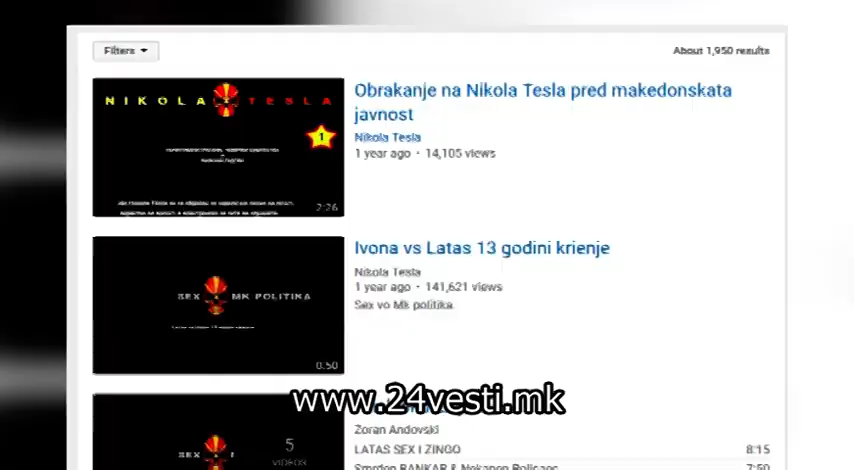 Filters
About 1,950 results
NIKOLA TESLA
1
2:26
Obrakanje na Nikola Tesla pred makedonskata
javnost
Nikola Tesla
1 year ago · 14,105 views
SEX MK POLITIKA
0:50
Ivona vs Latas 13 godini krienje
Nikola Tesla
1 year ago · 141,621 views
Sex vo Mk politika.
www.24vesti.mk
SEX
5
VIDEOS
Zoran Andovski
LATAS SEX I ZINGO 8:15
7:50